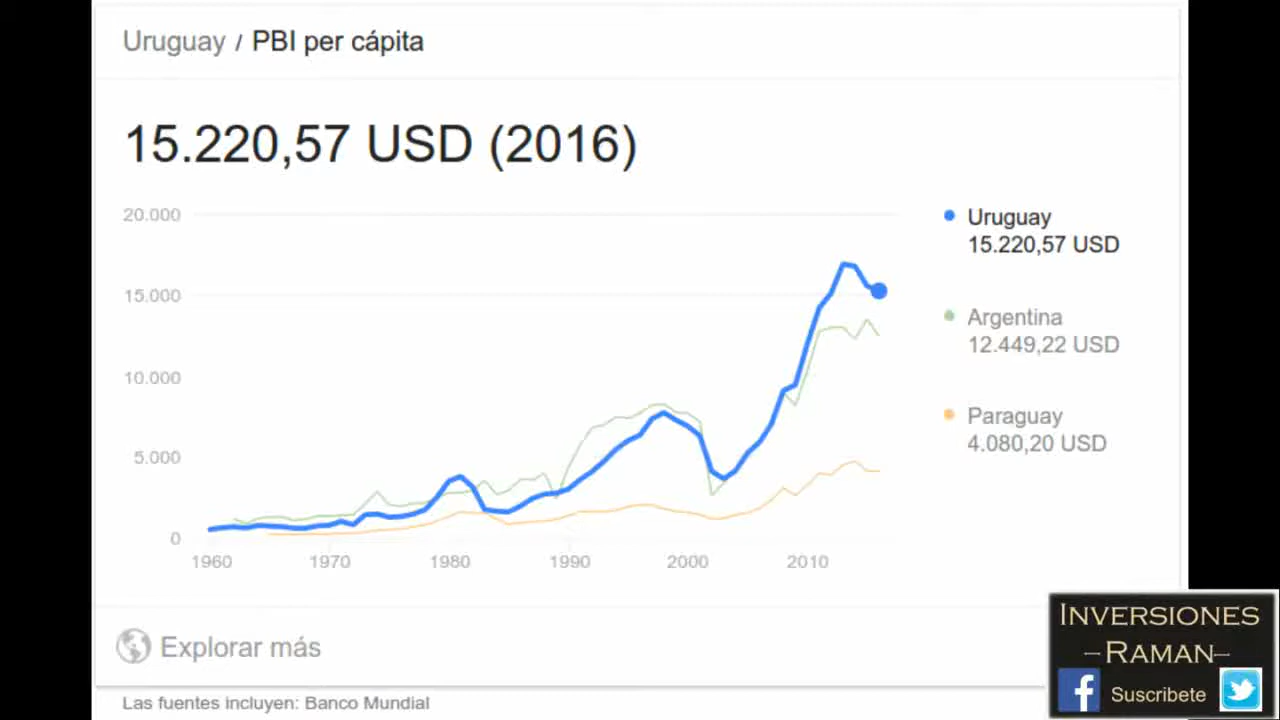 Uruguay / PBI per cápita
15.220,57 USD (2016)
20.000
15.000
10.000
5.000
0
1960 1970 1980 1990 2000 2010
Uruguay
15.220,57 USD
Argentina
12.449,22 USD
Paraguay
4.080,20 USD
Explorar más
Las fuentes incluyen: Banco Mundial
INVERSIONES
–RAMAN–
f Suscribete